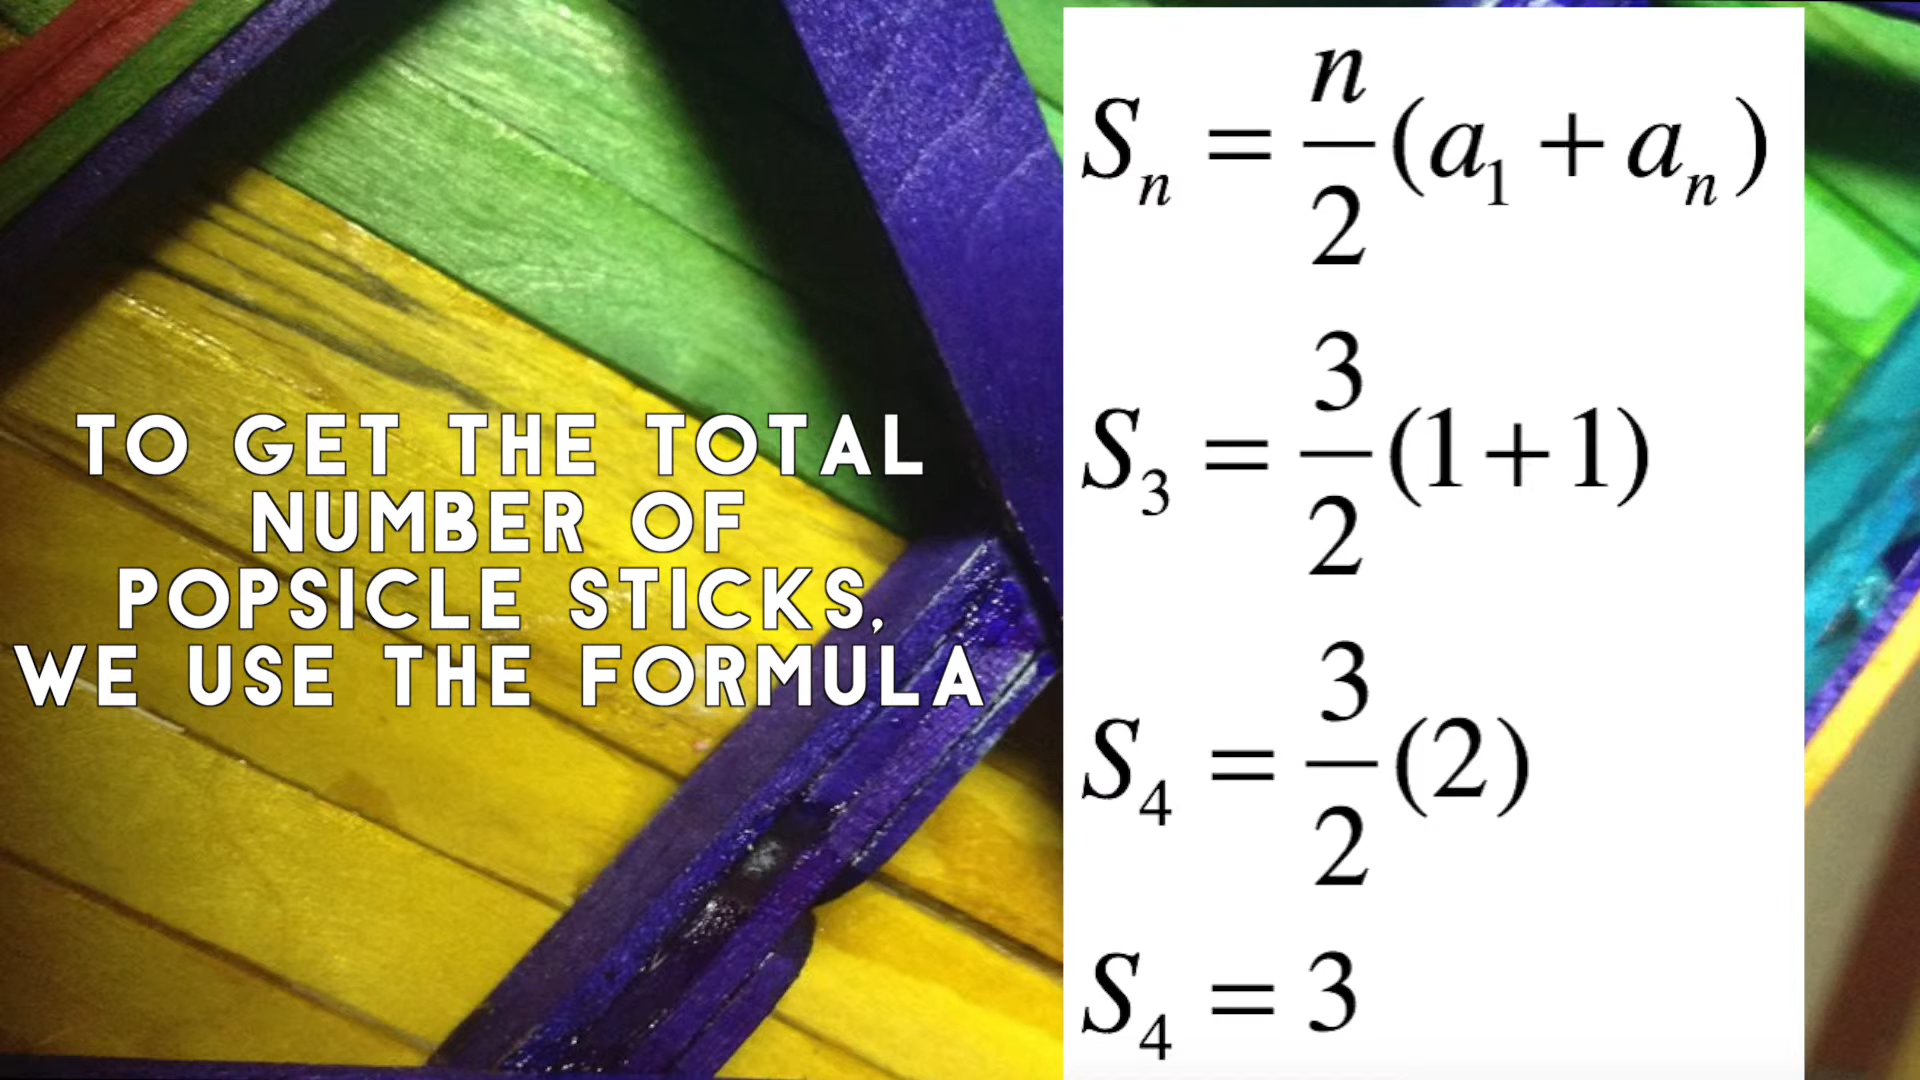 TO GET THE TOTAL
NUMBER OF
POPSICLE STICKS,
WE USE THE FORMULA
Sₙ = n/2 (a₁ + aₙ)
S₃ = 3/2 (1+1)
S₄ = 3/2 (2)
S₄ = 3